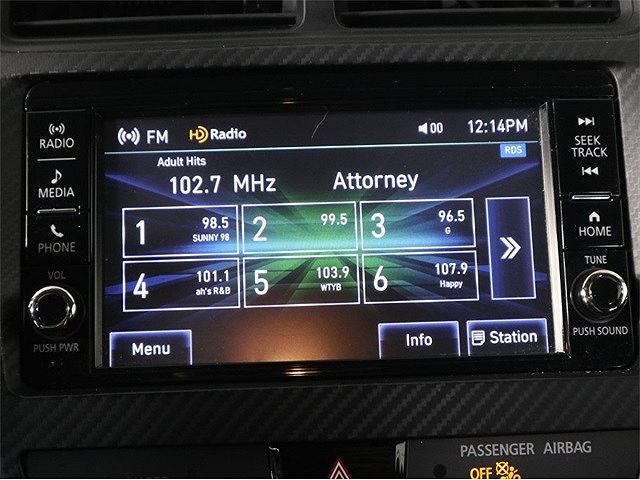 RADIO
MEDIA
PHONE
VOL
PUSH PWR
FM HD Radio 00 12:14PM
RDS
Adult Hits
102.7 MHz Attorney
1 98.5 SUNNY 98
2 99.5
3 96.5 G
4 101.1 ah's R&B
5 103.9 WTYB
6 107.9 Happy
Menu Info Station
SEEK
TRACK
HOME
TUNE
PUSH SOUND
PASSENGER AIRBAG
OFF